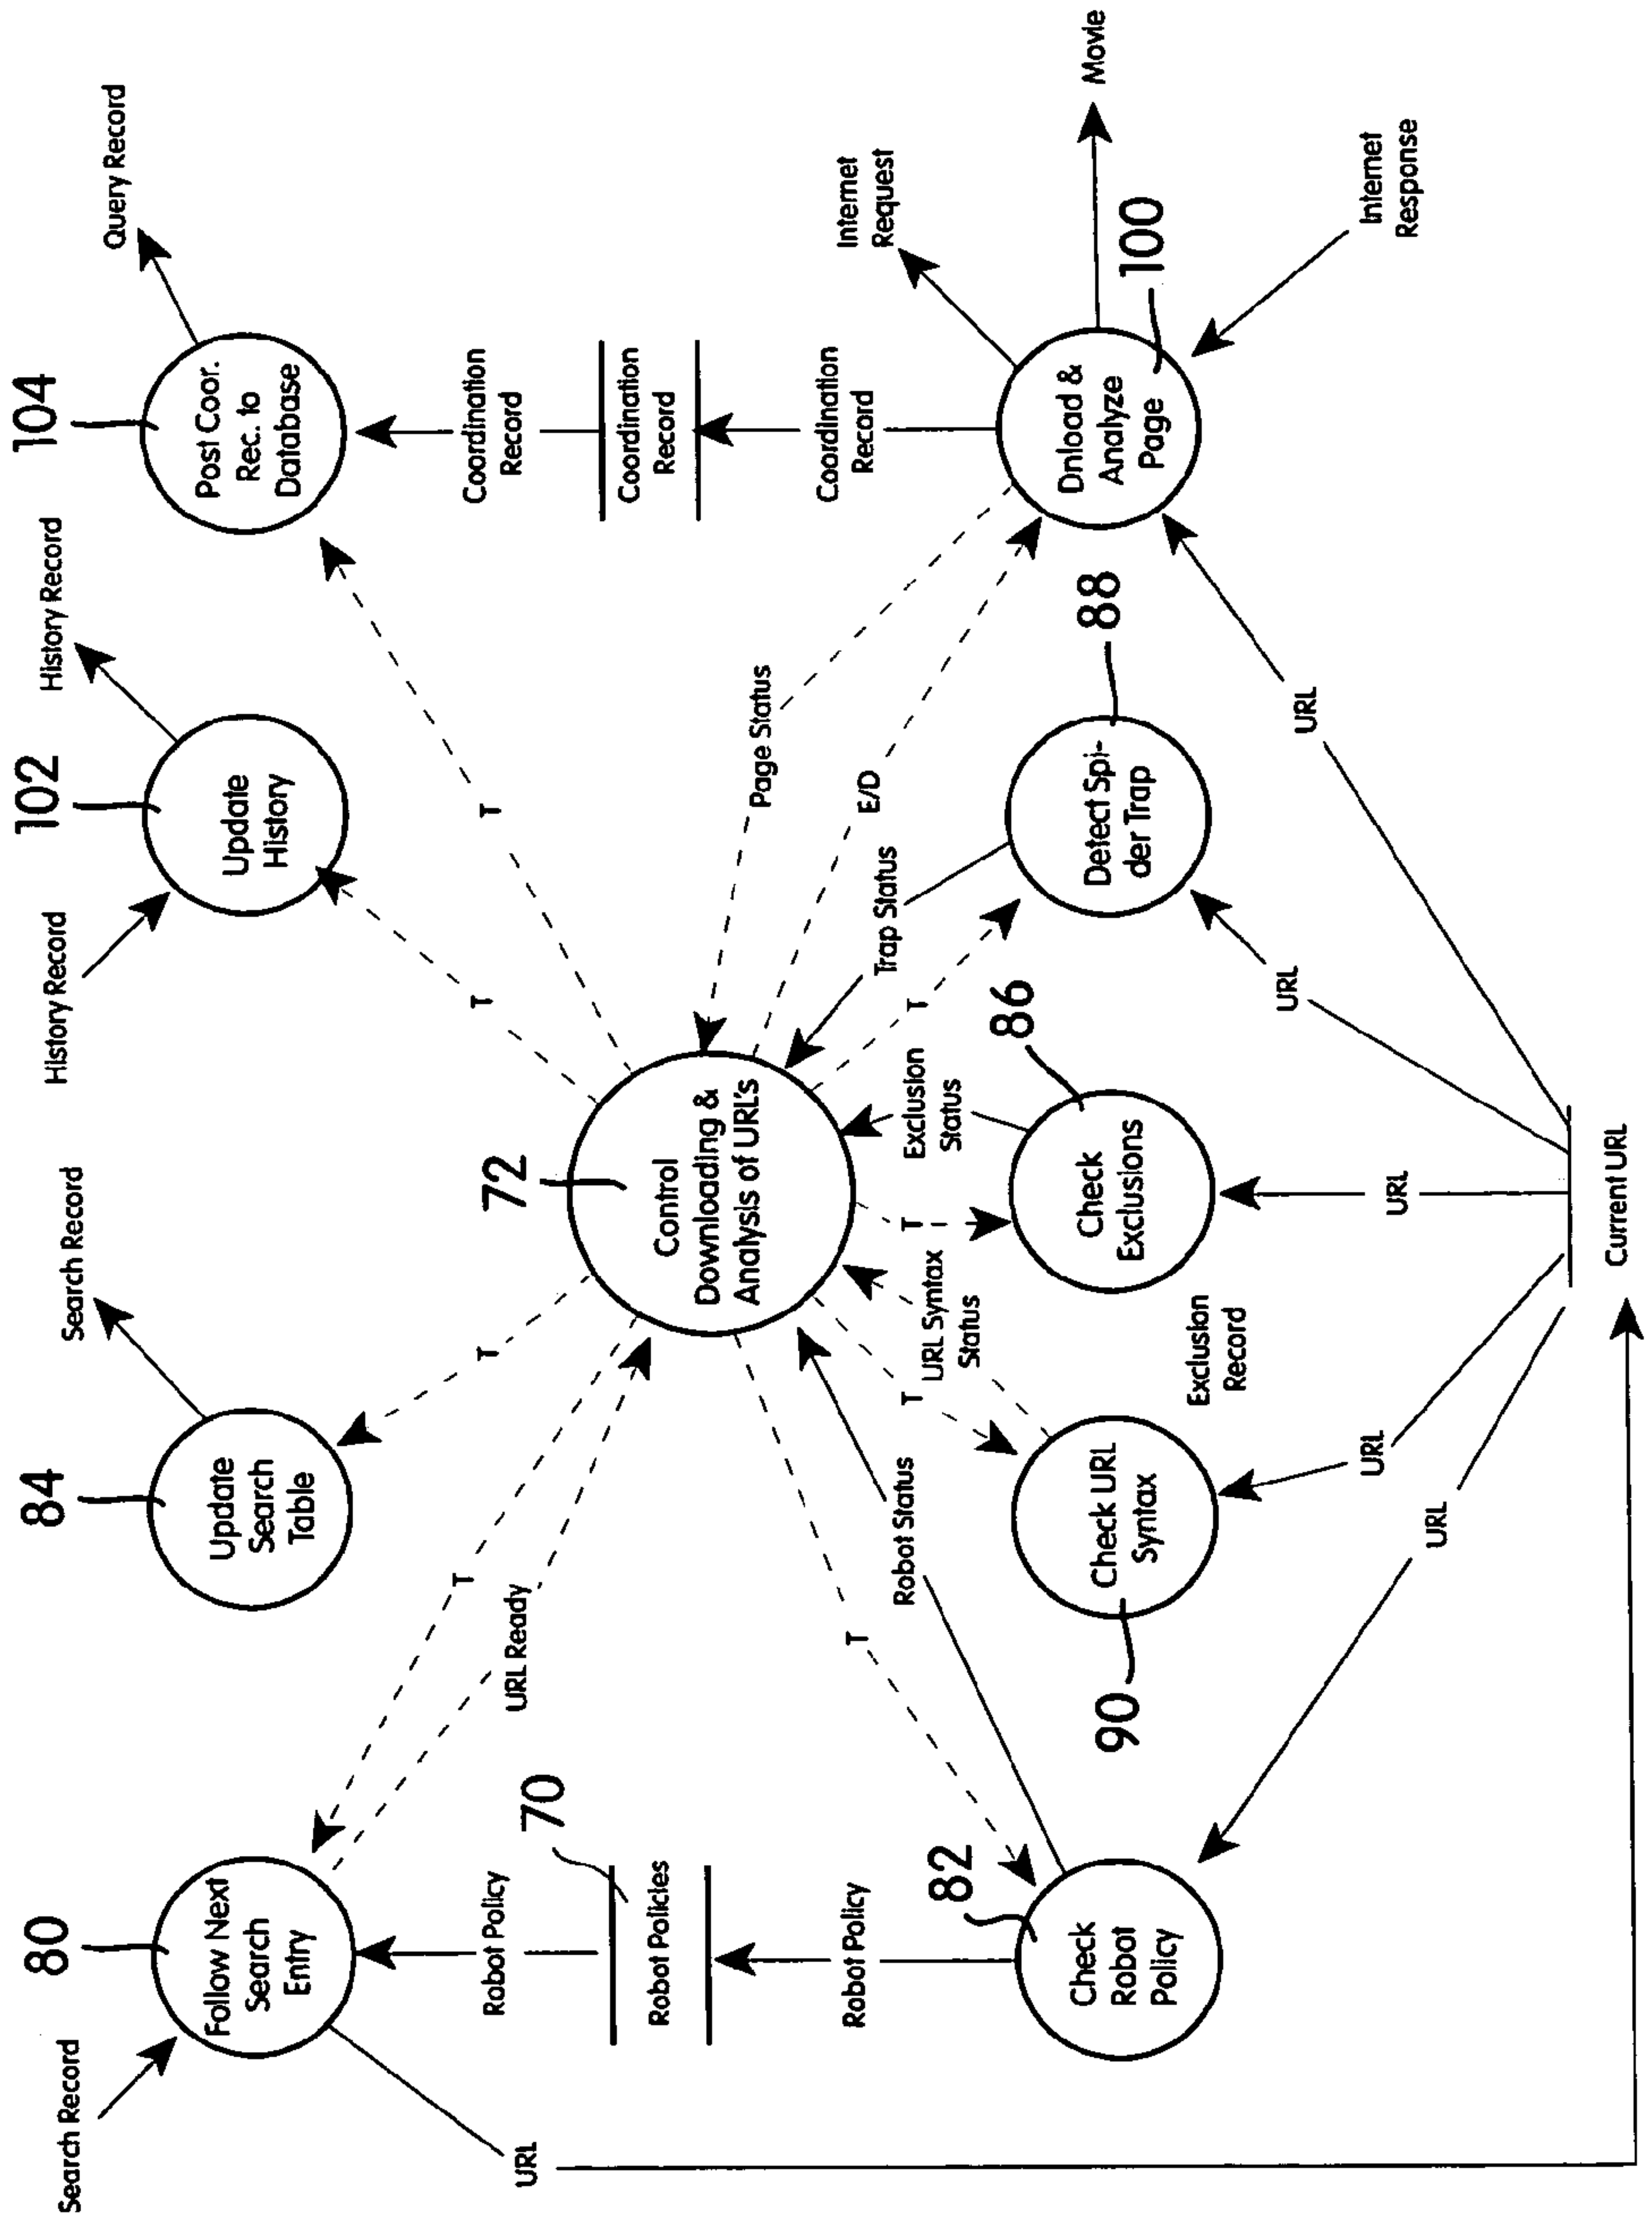 80
84
102
104
Search Record
Search Record
History Record
History Record
Query Record
Follow Next
Search
Entry
Update
Search
Table
Update
History
Post Coor.
Rec. to
Database
T
T
T
T
URL Ready
URL
Robot Policy
70
Robot Policies
Robot Policy
72
Control
Downloading &
Analysis of URL's
Coordination
Record
Coordination
Record
Coordination
Record
Page Status
E/D
Trap Status
T
Exclusion
Status
T
URL Syntax
Status
T
Robot Status
T
Internet
Request
Movie
Internet
Response
82
Check
Robot
Policy
90
Check URL
Syntax
86
Check
Exclusions
88
Detect Spi-
der Trap
100
Dnload &
Analyze
Page
Exclusion
Record
URL
URL
URL
URL
URL
Current URL